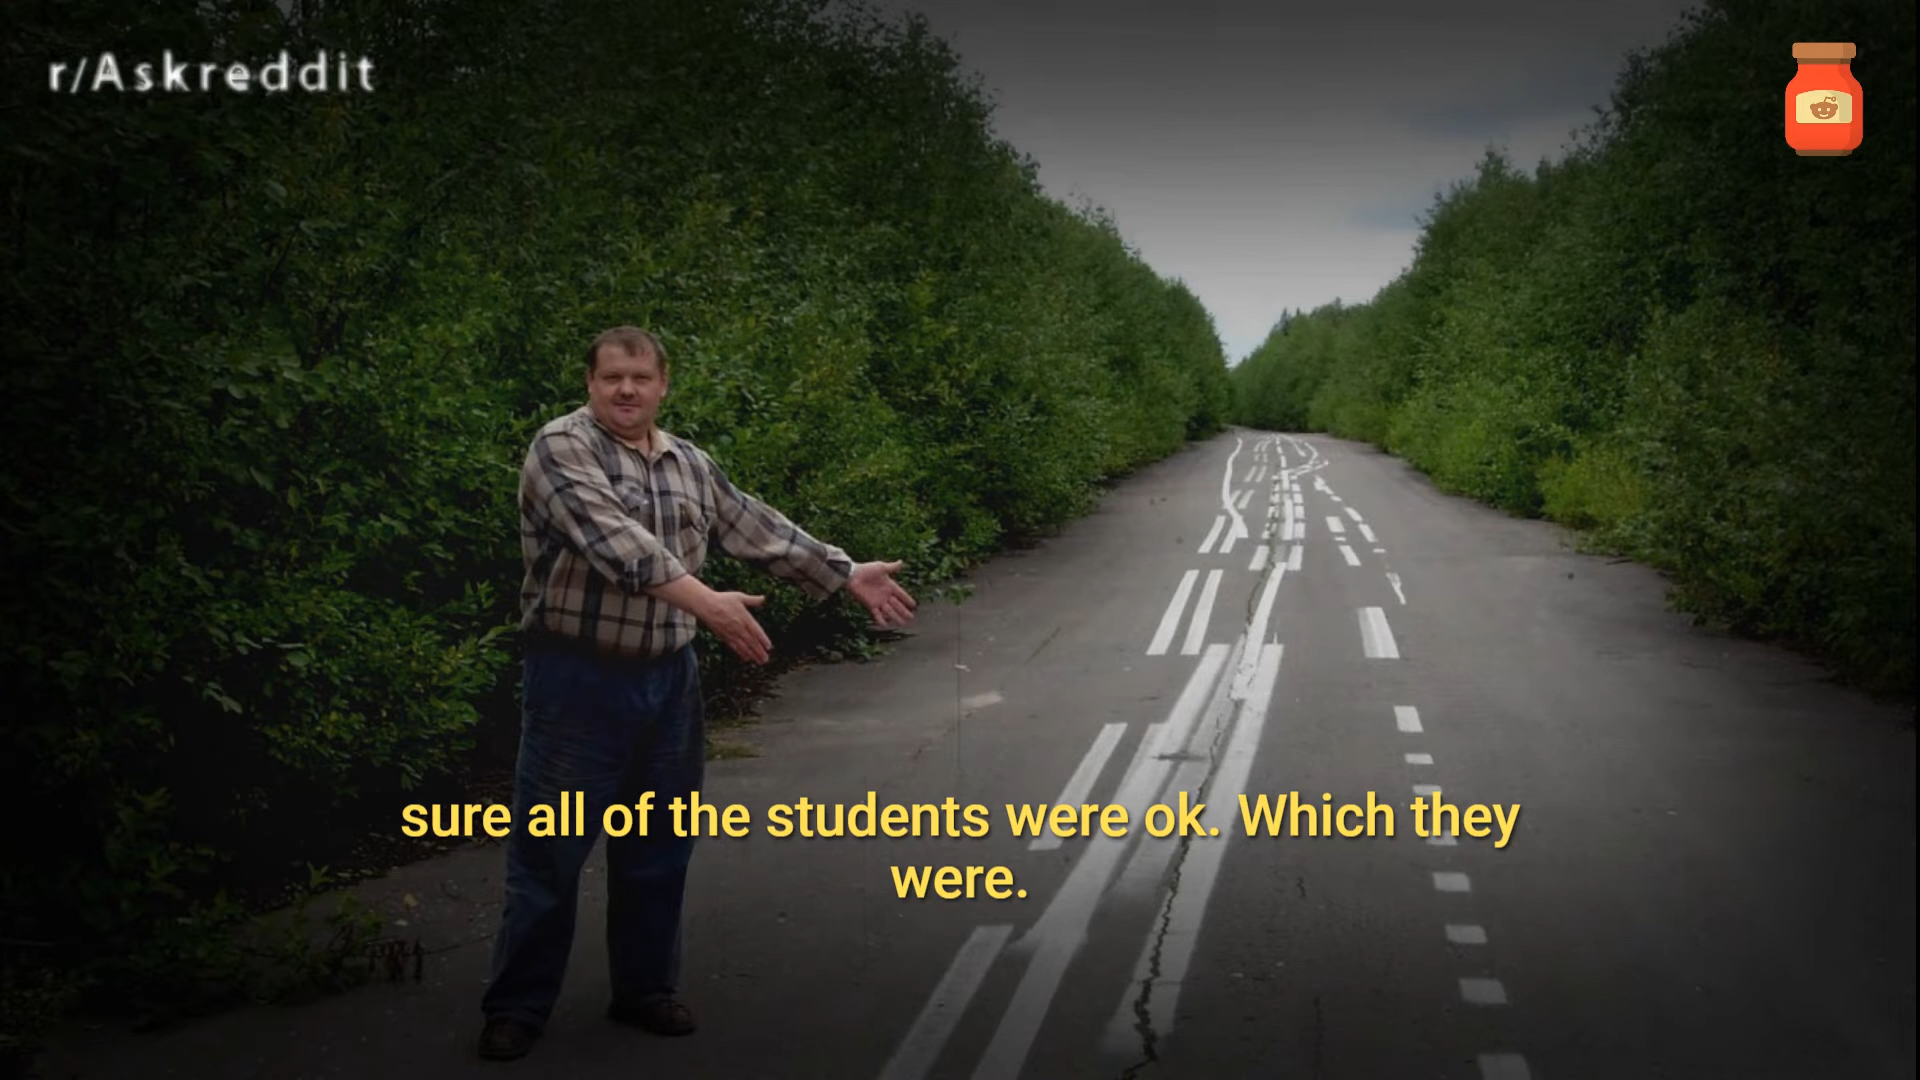 r/Askreddit
sure all of the students were ok. Which they
were.